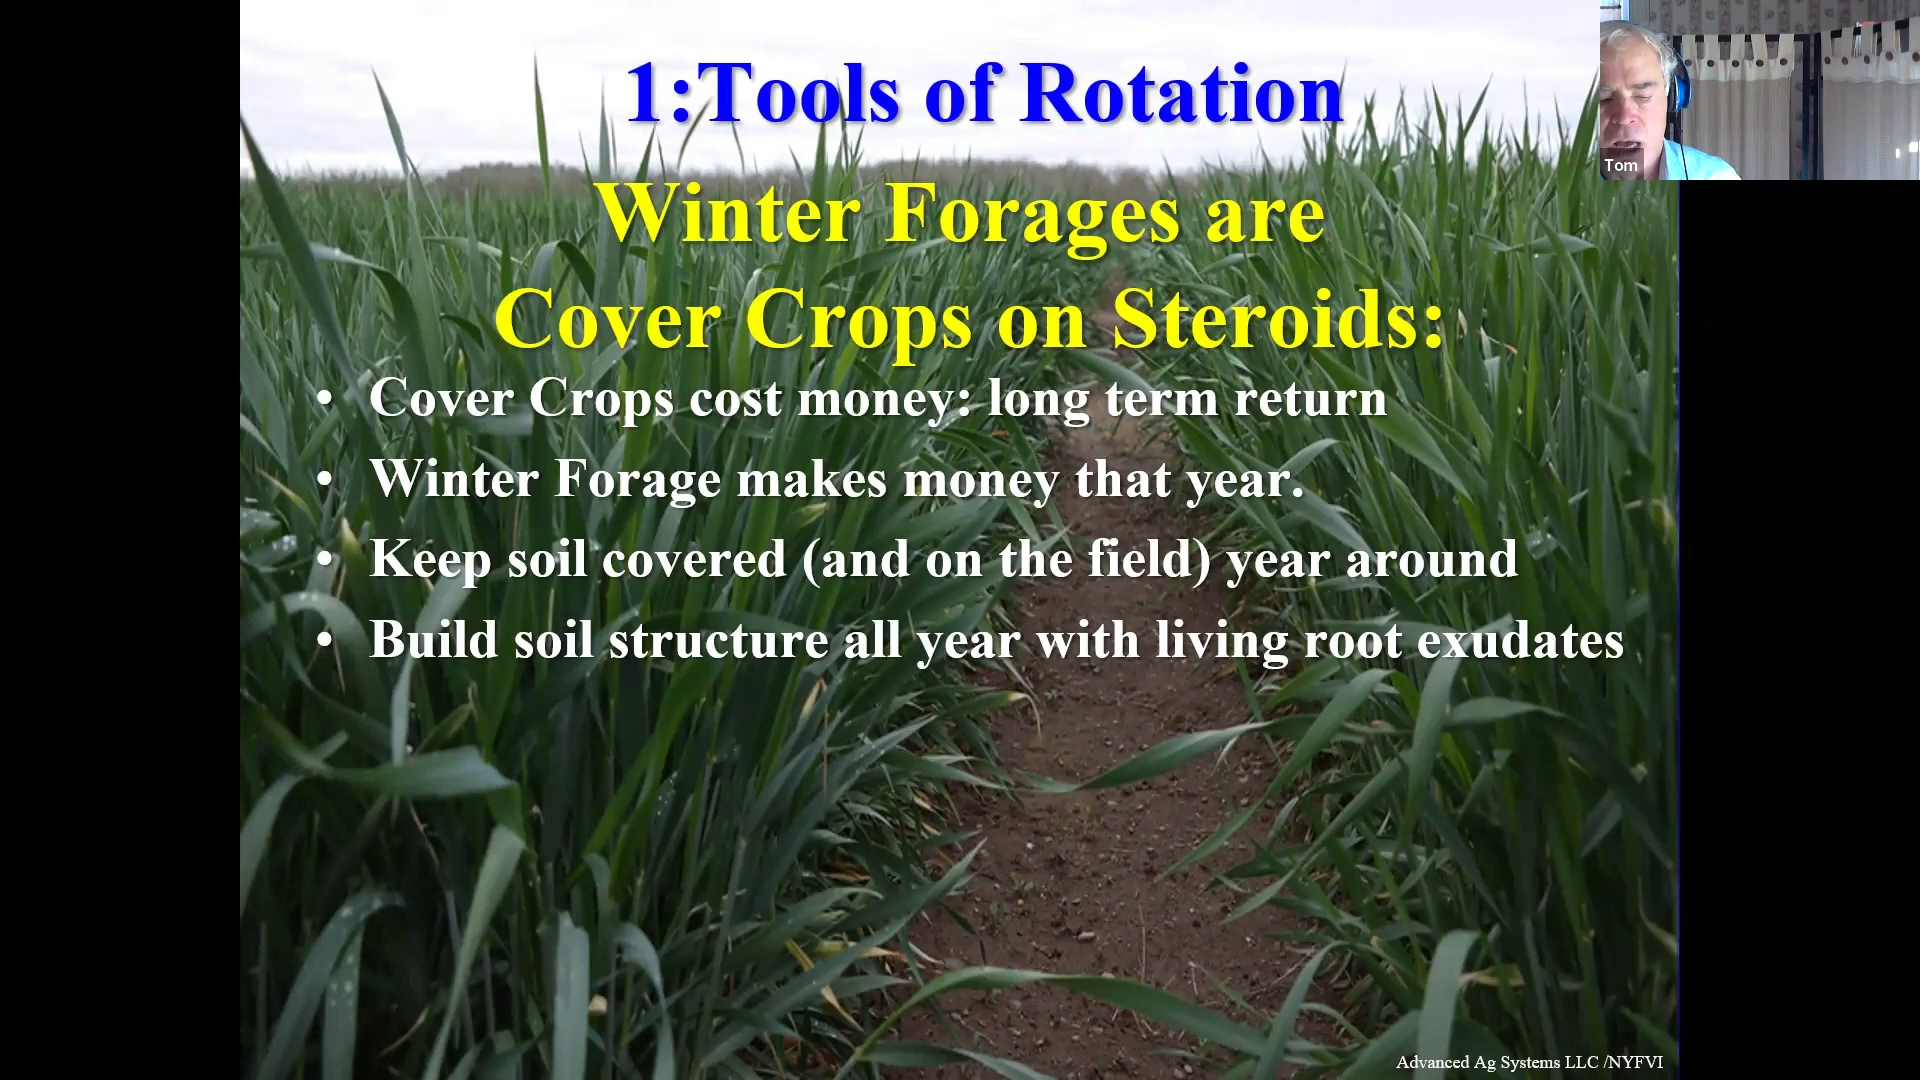 1:Tools of Rotation
Tom
Winter Forages are
Cover Crops on Steroids:
• Cover Crops cost money: long term return
• Winter Forage makes money that year.
• Keep soil covered (and on the field) year around
• Build soil structure all year with living root exudates
Advanced Ag Systems LLC /NYFVI